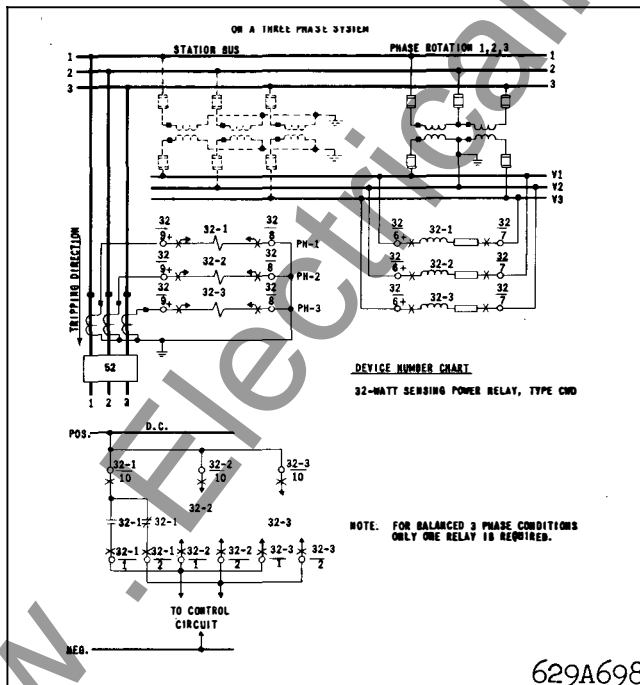 ON A THREE PHASE SYSTEM
STATION BUS
PHASE ROTATION 1,2,3
1 1
2 2
3 3
V1
V2
V3
32 9+ 32-1 32 8 PH-1
32 9+ 32-2 32 8 PH-2
32 9+ 32-3 32 8 PH-3
32 6+ 32-1 32 7
32 6+ 32-2 32 7
32 6+ 32-3 32 7
TRIPPING DIRECTION
52
1 2 3
DEVICE NUMBER CHART
32-WATT SENSING POWER RELAY, TYPE CWD
POS. D.C.
32-1 10 32-2 10 32-3 10
32-2
32-1 32-1 32-3
32-1 1 32-1 2 32-2 1 32-2 2 32-3 1 32-3 2
NOTE: FOR BALANCED 3 PHASE CONDITIONS
ONLY ONE RELAY IS REQUIRED.
TO CONTROL
CIRCUIT
NEG.
629A698
w . Electrical